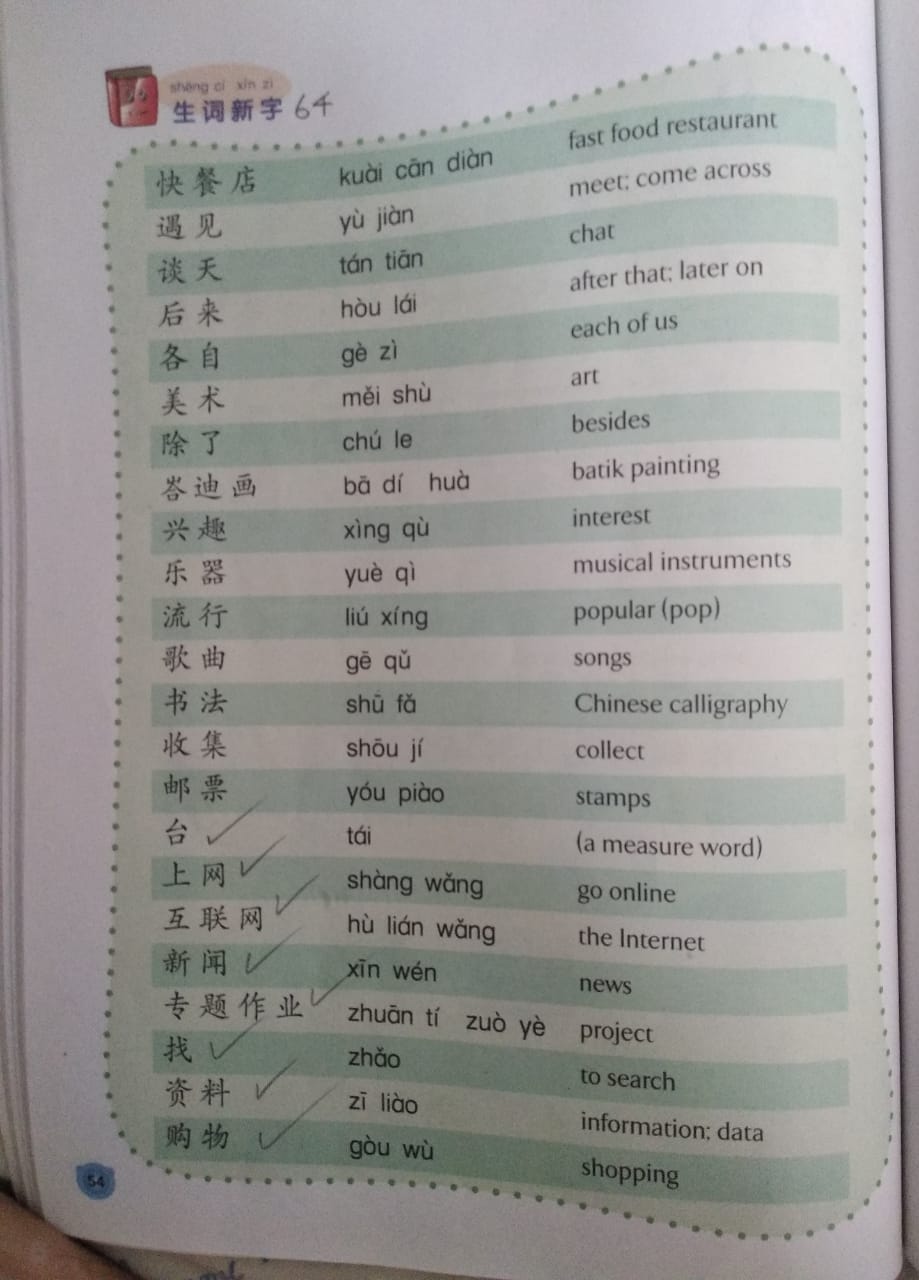 shēng cí xīn zì
生词新字 64
快餐店 kuài cān diàn fast food restaurant
遇见 yù jiàn meet; come across
谈天 tán tiān chat
后来 hòu lái after that; later on
各自 gè zì each of us
美术 měi shù art
除了 chú le besides
峇迪画 bā dí huà batik painting
兴趣 xìng qù interest
乐器 yuè qì musical instruments
流行 liú xíng popular (pop)
歌曲 gē qǔ songs
书法 shū fǎ Chinese calligraphy
收集 shōu jí collect
邮票 yóu piào stamps
台 tái (a measure word)
上网 shàng wǎng go online
互联网 hù lián wǎng the Internet
新闻 xīn wén news
专题作业 zhuān tí zuò yè project
找 zhǎo to search
资料 zī liào information; data
购物 gòu wù shopping
54